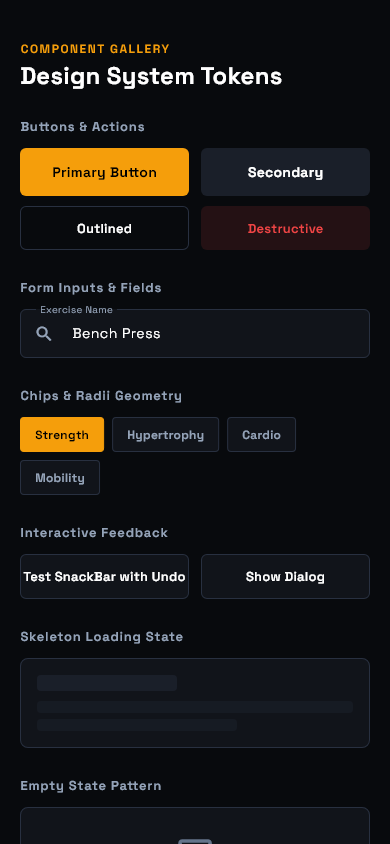 COMPONENT GALLERY
Design System Tokens
Buttons & Actions
Primary Button
Secondary
Outlined
Destructive
Form Inputs & Fields
Exercise Name
Bench Press
Chips & Radii Geometry
Strength
Hypertrophy
Cardio
Mobility
Interactive Feedback
Test SnackBar with Undo
Show Dialog
Skeleton Loading State
Empty State Pattern